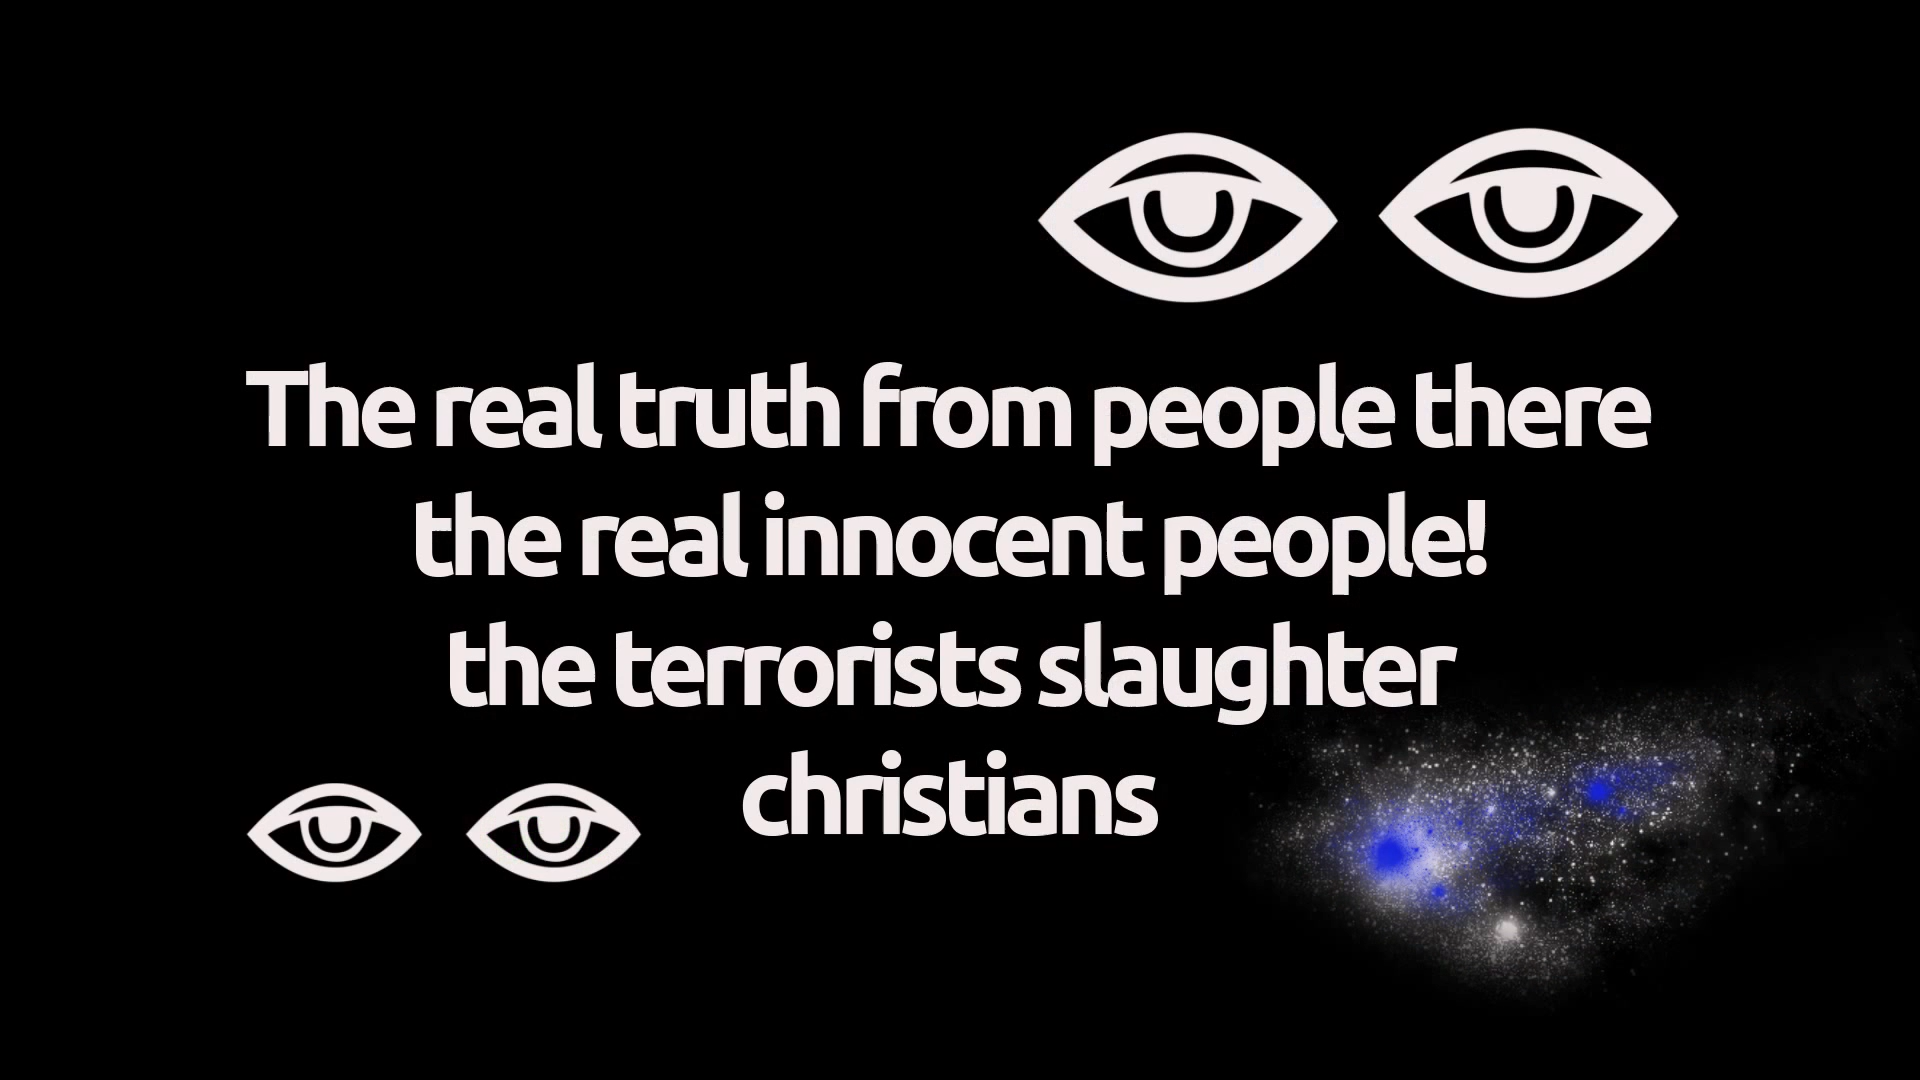 The real truth from people there
the real innocent people!
the terrorists slaughter
christians